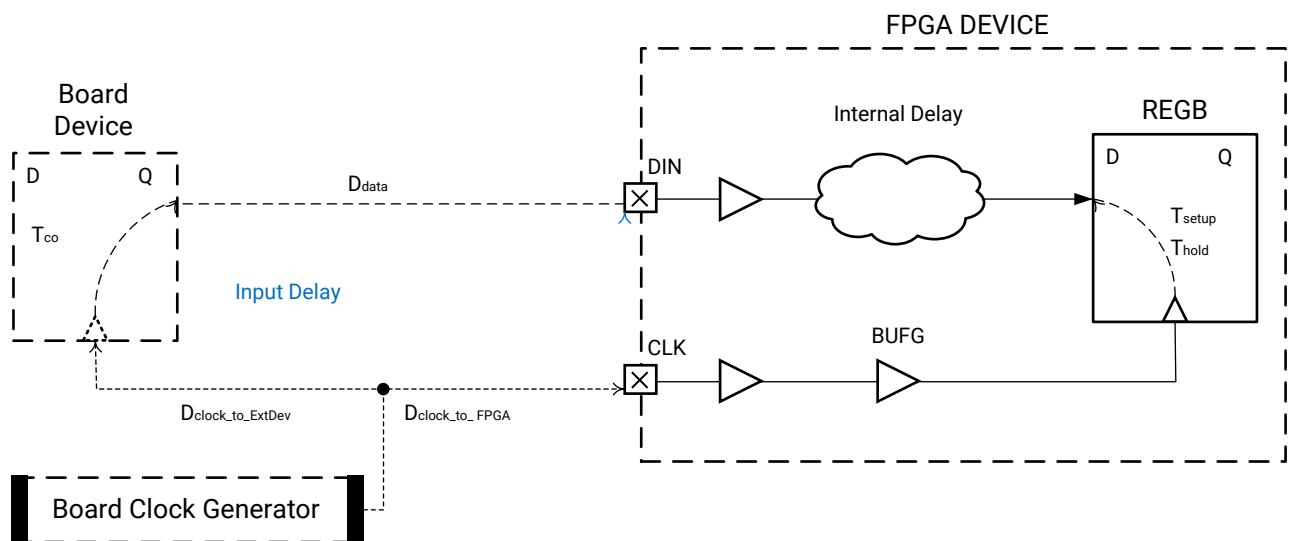 FPGA DEVICE
Board
Device
D
Q
Tco
Ddata
Input Delay
DIN
Internal Delay
REGB
D
Q
Tsetup
Thold
CLK
BUFG
Dclock_to_ExtDev
Dclock_to_ FPGA
Board Clock Generator